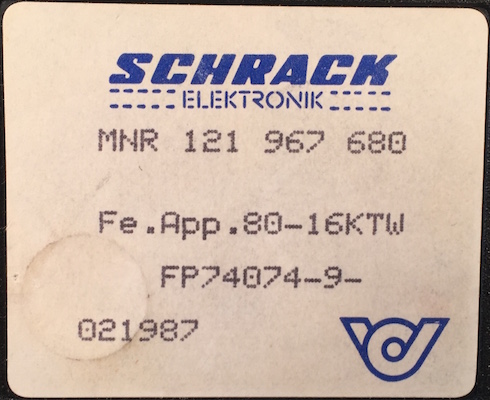 SCHRACK
ELEKTRONIK
MNR 121 967 680
Fe.App.80-16KTW
FP74074-9-
021987